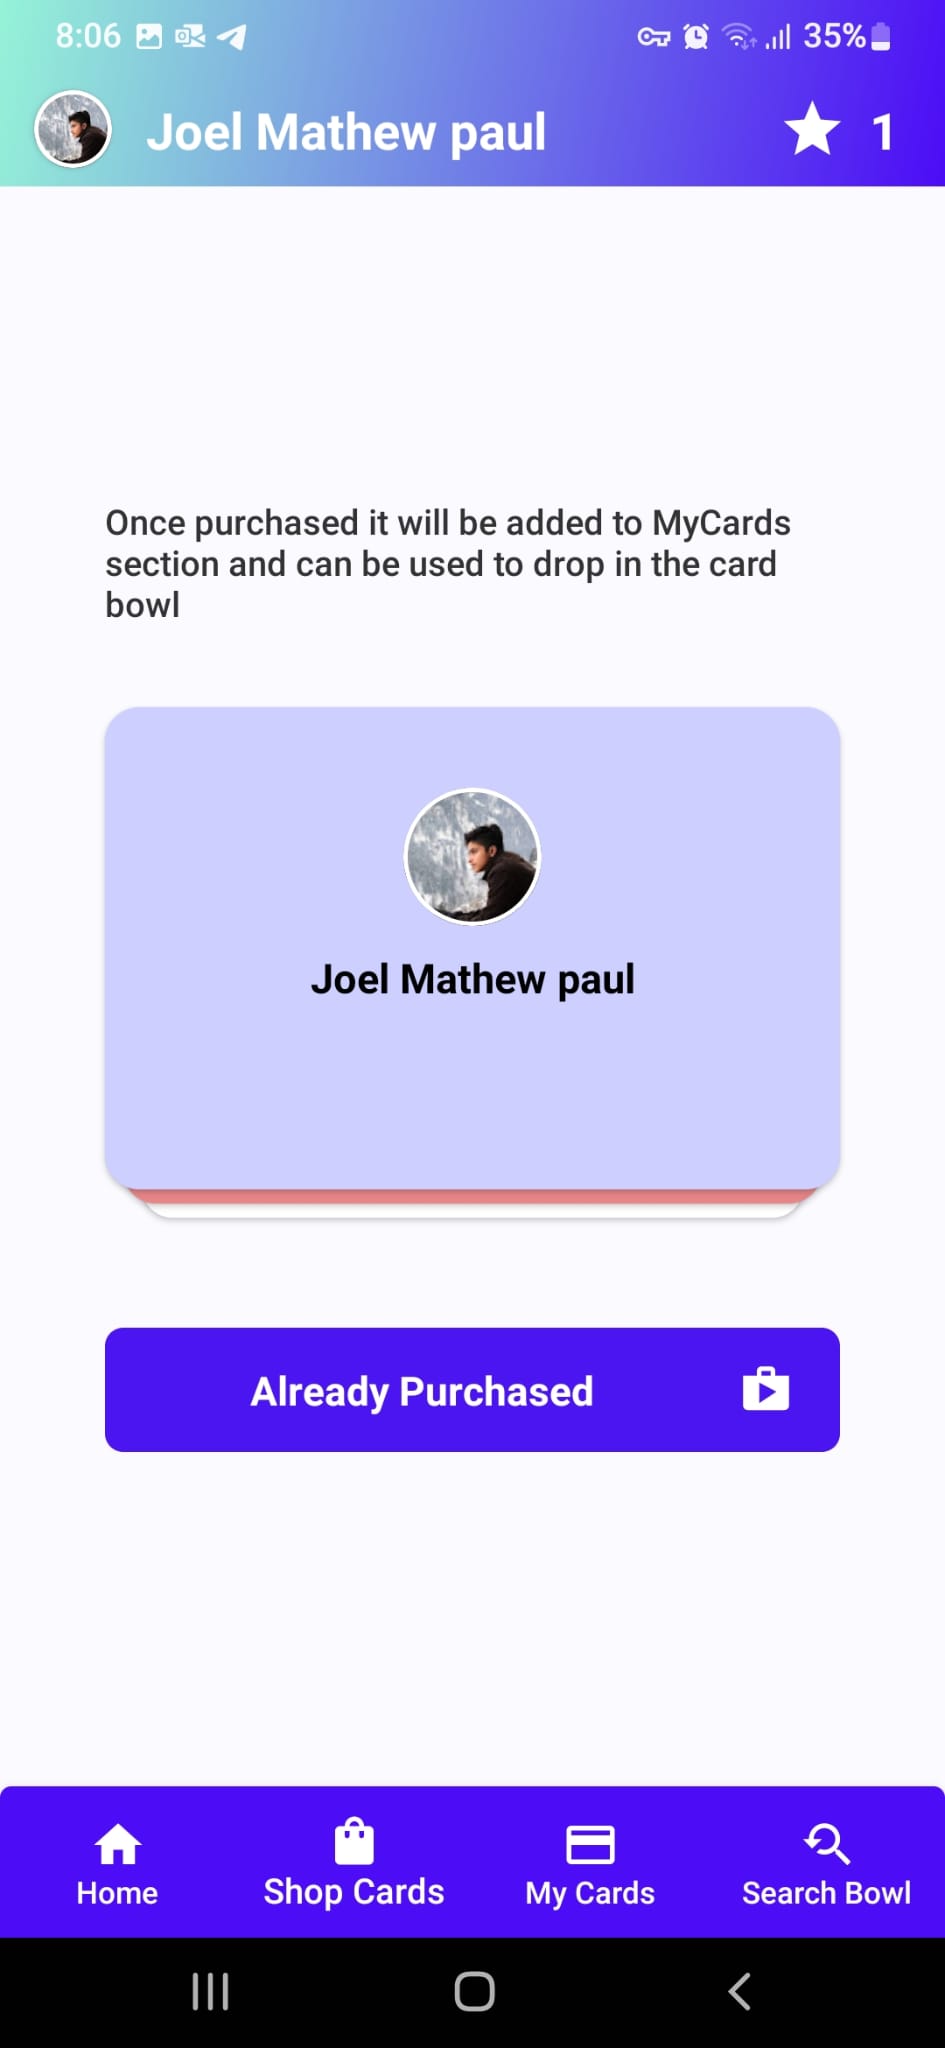 8:06 35%
Joel Mathew paul 1
Once purchased it will be added to MyCards
section and can be used to drop in the card
bowl
Joel Mathew paul
Already Purchased
Home Shop Cards My Cards Search Bowl